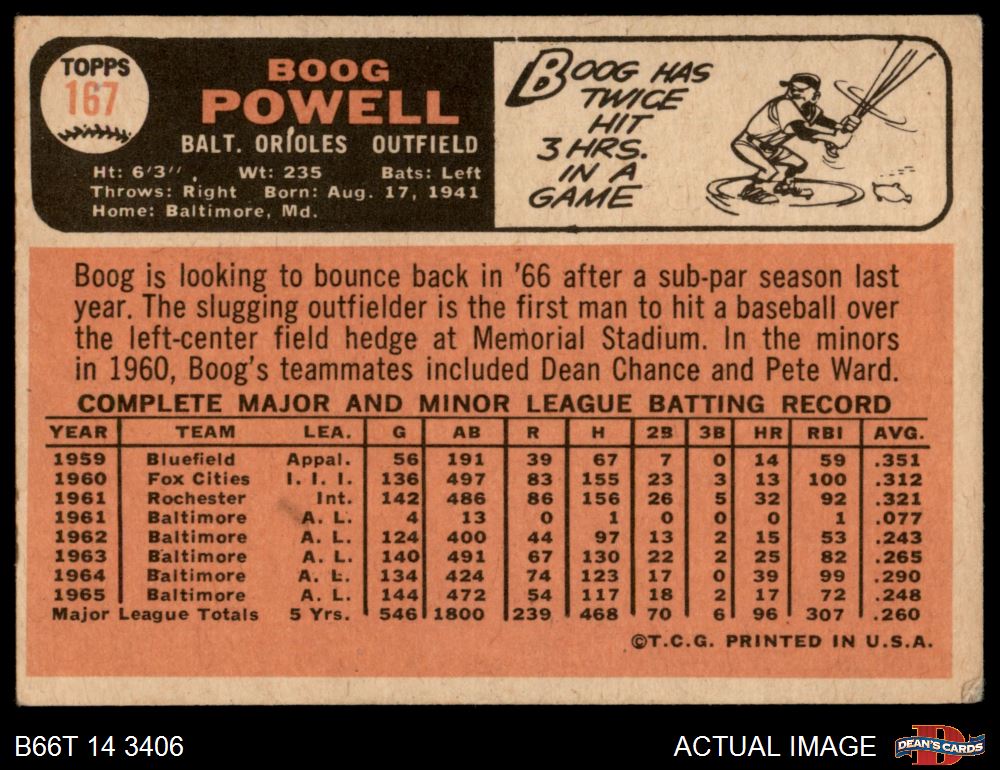 TOPPS
167
BOOG
POWELL
BALT. ORIOLES OUTFIELD
Ht: 6'3" Wt: 235 Bats: Left
Throws: Right Born: Aug. 17, 1941
Home: Baltimore, Md.
BOOG HAS
TWICE
HIT
3 HRS.
IN A
GAME
Boog is looking to bounce back in '66 after a sub-par season last
year. The slugging outfielder is the first man to hit a baseball over
the left-center field hedge at Memorial Stadium. In the minors
in 1960, Boog's teammates included Dean Chance and Pete Ward.
COMPLETE MAJOR AND MINOR LEAGUE BATTING RECORD
YEAR TEAM LEA. G AB R H 2B 3B HR RBI AVG.
1959 Bluefield Appal. 56 191 39 67 7 0 14 59 .351
1960 Fox Cities I. I. I. 136 497 83 155 23 3 13 100 .312
1961 Rochester Int. 142 486 86 156 26 5 32 92 .321
1961 Baltimore A. L. 4 13 0 1 0 0 0 1 .077
1962 Baltimore A. L. 124 400 44 97 13 2 15 53 .243
1963 Baltimore A. L. 140 491 67 130 22 2 25 82 .265
1964 Baltimore A. L. 134 424 74 123 17 0 39 99 .290
1965 Baltimore A. L. 144 472 54 117 18 2 17 72 .248
Major League Totals 5 Yrs. 546 1800 239 468 70 6 96 307 .260
©T.C.G. PRINTED IN U.S.A.
B66T 14 3406
ACTUAL IMAGE
DEAN'S CARDS